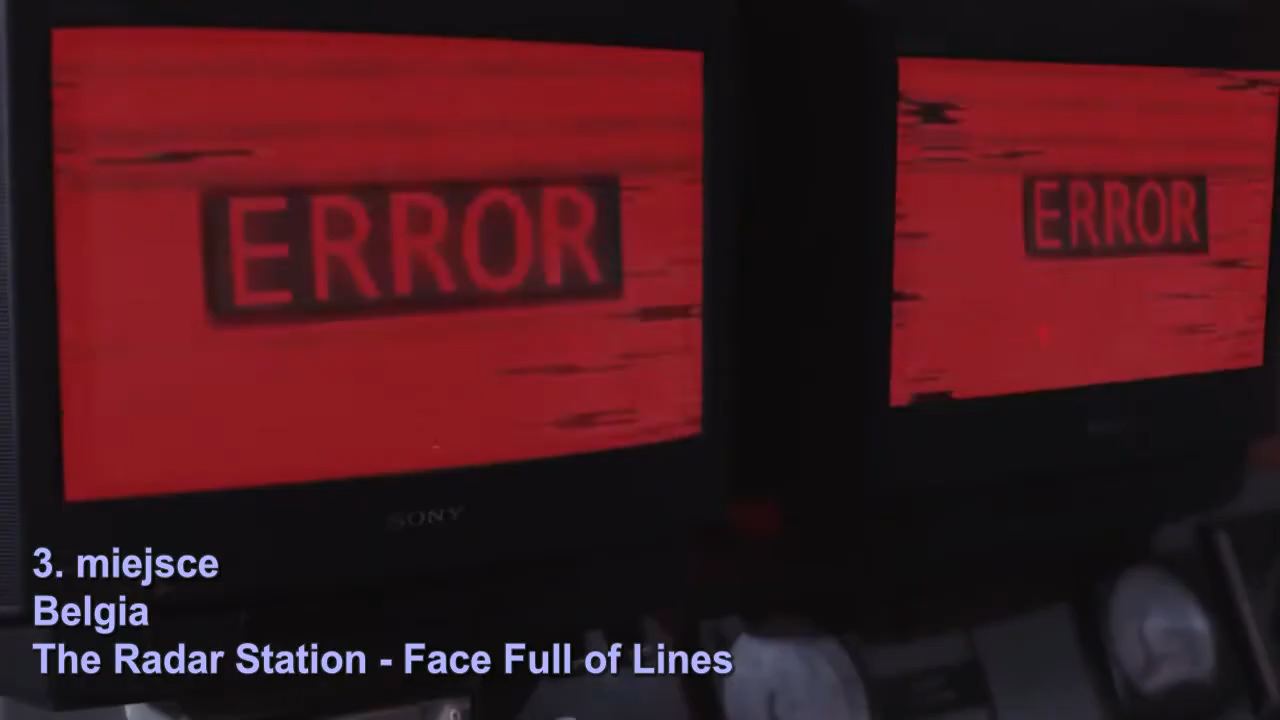 ERROR
ERROR
SONY
3. miejsce
Belgia
The Radar Station - Face Full of Lines